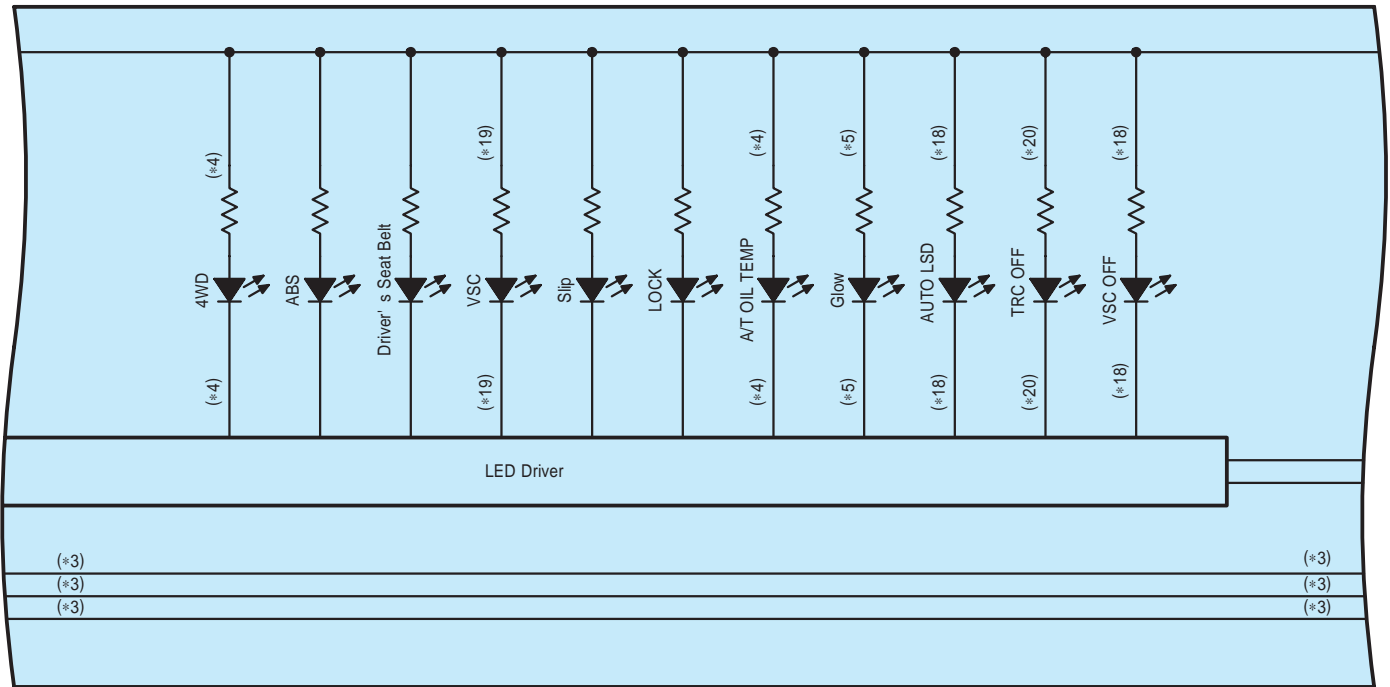 (*4)
(*19)
(*4)
(*5)
(*18)
(*20)
(*18)
4WD
ABS
Driver' s Seat Belt
VSC
Slip
LOCK
A/T OIL TEMP
Glow
AUTO LSD
TRC OFF
VSC OFF
(*4)
(*19)
(*4)
(*5)
(*18)
(*20)
(*18)
LED Driver
(*3) (*3)
(*3) (*3)
(*3) (*3)